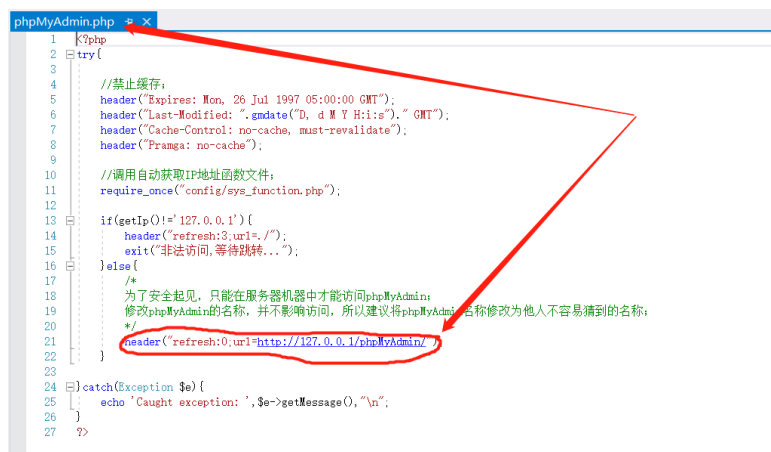 phpMyAdmin.php
1 <?php
2 try{
3
4 //禁止缓存;
5 header("Expires: Mon, 26 Jul 1997 05:00:00 GMT");
6 header("Last-Modified: ".gmdate("D, d M Y H:i:s")." GMT");
7 header("Cache-Control: no-cache, must-revalidate");
8 header("Pramga: no-cache");
9
10 //调用自动获取IP地址函数文件;
11 require_once("config/sys_function.php");
12
13 if(getIp()!='127.0.0.1'){
14 header("refresh:3;url=./");
15 exit("非法访问,等待跳转...");
16 }else{
17 /*
18 为了安全起见, 只能在服务器机器中才能访问phpMyAdmin;
19 修改phpMyAdmin的名称, 并不影响访问, 所以建议将phpMyAdmin名称修改为他人不容易猜到的名称;
20 */
21 header("refresh:0;url=http://127.0.0.1/phpMyAdmin/")
22 }
23
24 }catch(Exception $e){
25 echo 'Caught exception: ',$e->getMessage(),"\n";
26 }
27 ?>